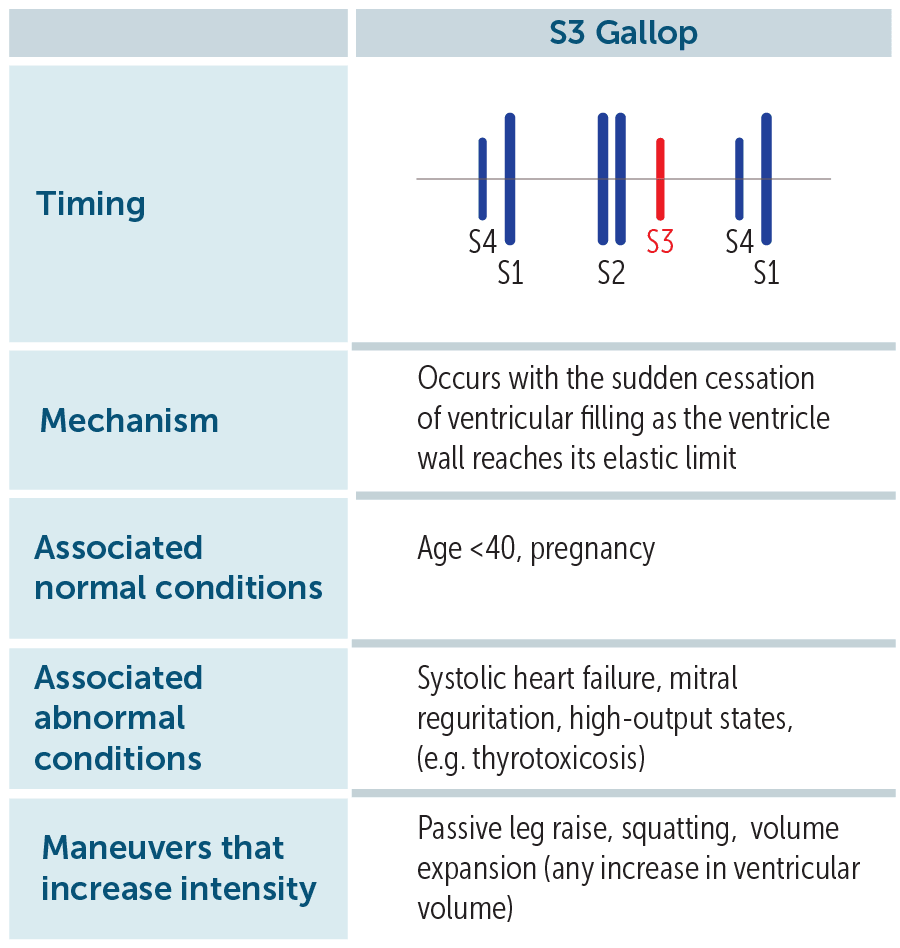 S3 Gallop
Timing
S4
S1
S2
S3
S4
S1
Mechanism
Occurs with the sudden cessation
of ventricular filling as the ventricle
wall reaches its elastic limit
Associated
normal conditions
Age <40, pregnancy
Associated
abnormal
conditions
Systolic heart failure, mitral
reguritation, high-output states,
(e.g. thyrotoxicosis)
Maneuvers that
increase intensity
Passive leg raise, squatting,  volume
expansion (any increase in ventricular
volume)